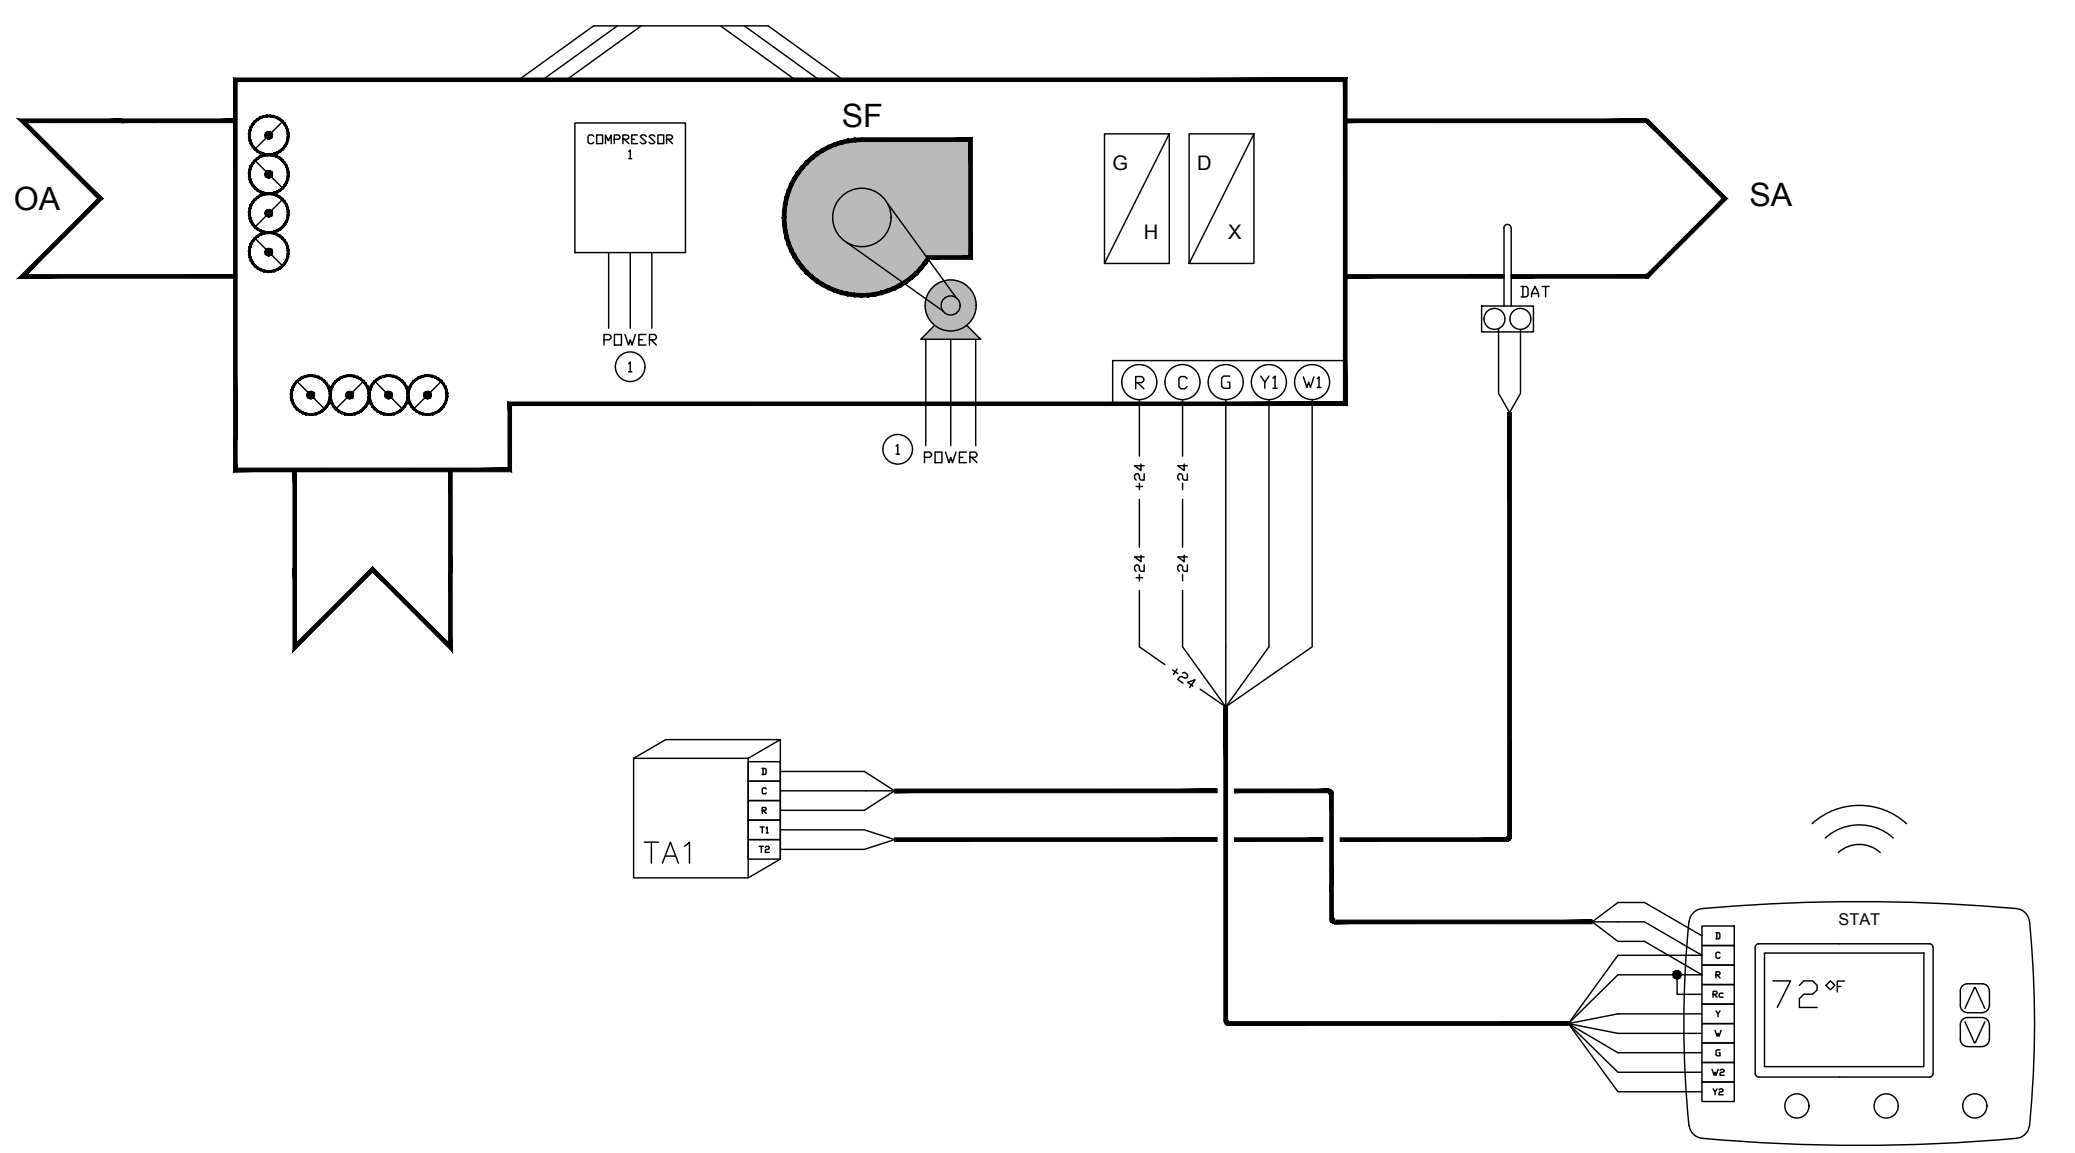 SF
COMPRESSOR
1
G
H
D
X
OA
SA
DAT
POWER
1
R
C
G
Y1
W1
1
POWER
+24
-24
+24
-24
+24
D
C
R
T1
T2
TA1
STAT
D
C
R
Rc
Y
W
G
W2
Y2
72°F